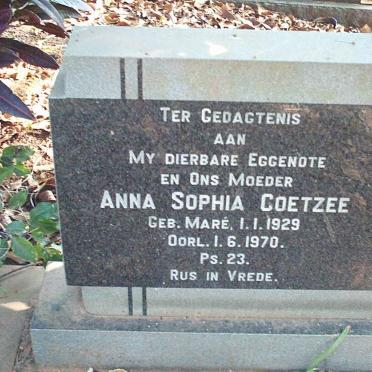 Ter Gedagtenis
aan
My dierbare Eggenote
en Ons Moeder
Anna Sophia Coetzee
Geb. Maré, 1.1.1929
Oorl. 1.6.1970.
Ps. 23.
Rus in Vrede.